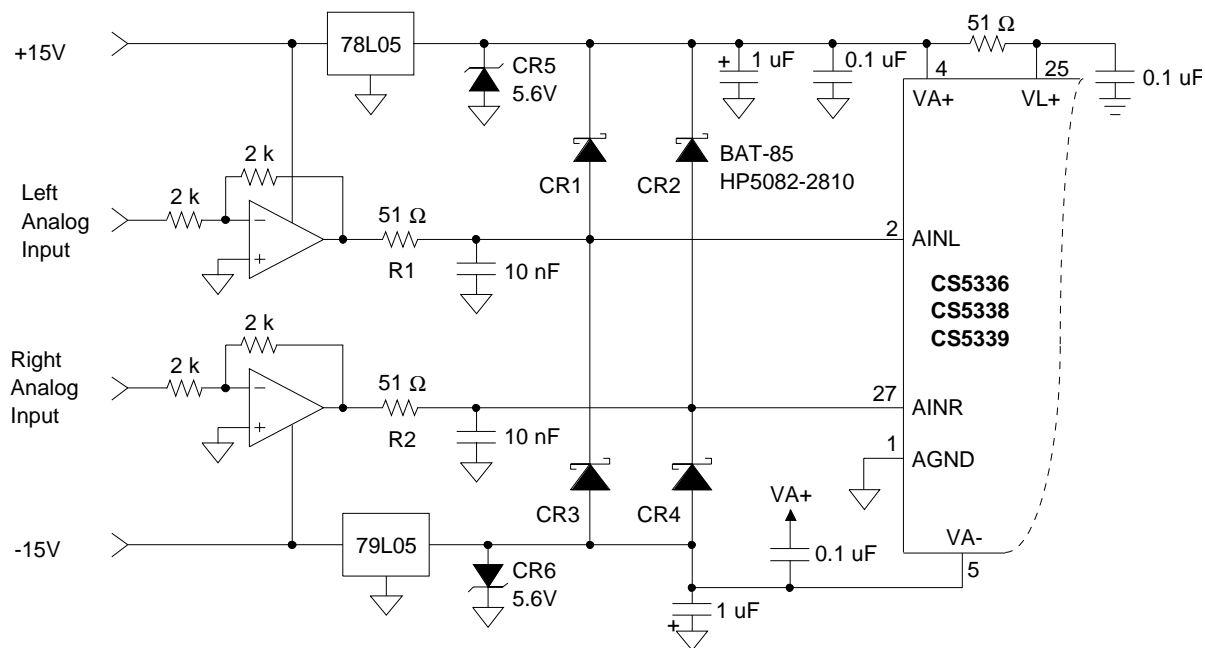 +15V
78L05
CR5
5.6V
+
1 uF
0.1 uF
51 Ω
4
25
VA+
VL+
0.1 uF
2 k
Left
Analog
Input
2 k
−
+
51 Ω
R1
10 nF
CR1
CR2
BAT-85
HP5082-2810
2
AINL
CS5336
CS5338
CS5339
2 k
Right
Analog
Input
2 k
−
+
51 Ω
R2
10 nF
27
AINR
1
AGND
CR3
CR4
VA+
-15V
79L05
CR6
5.6V
0.1 uF
VA-
5
+
1 uF